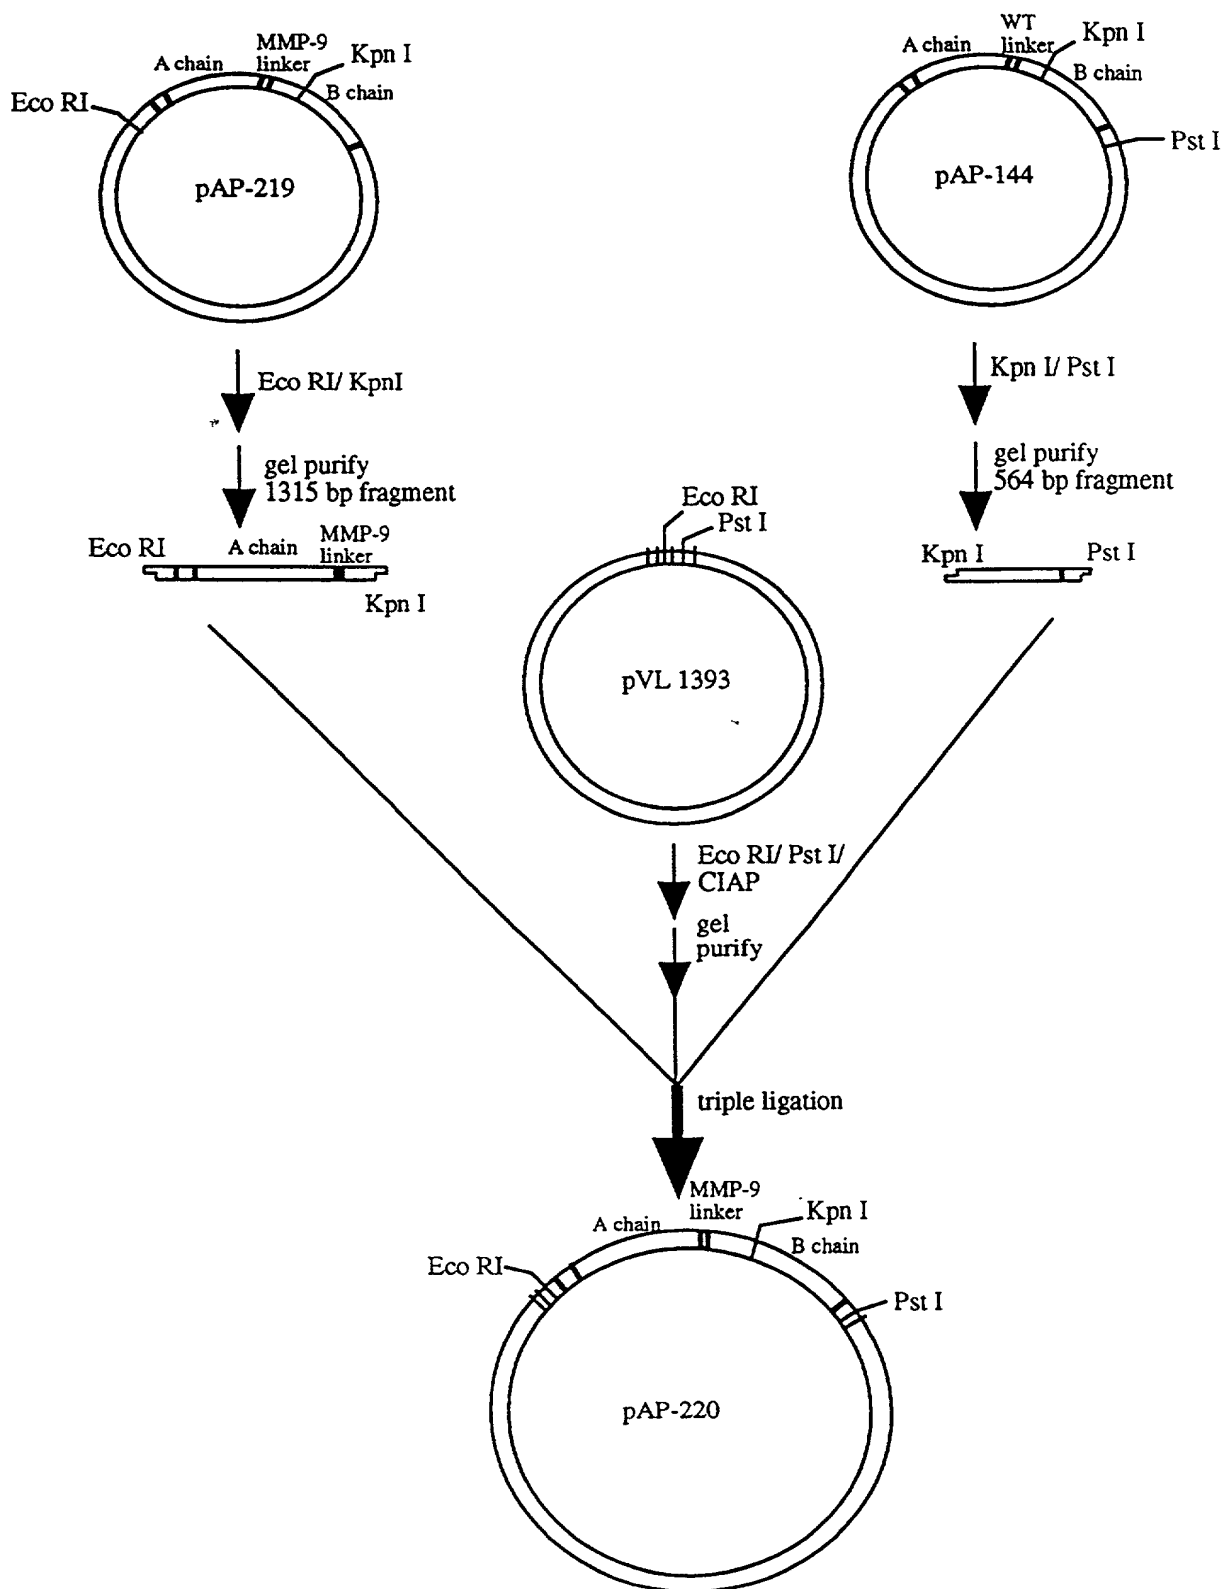 MMP-9
linker
A chain
Kpn I
B chain
Eco RI
pAP-219
WT
linker
A chain
Kpn I
B chain
Pst I
pAP-144
Eco RI/ KpnI
gel purify
1315 bp fragment
Kpn I/ Pst I
gel purify
564 bp fragment
Eco RI
A chain
MMP-9
linker
Kpn I
Eco RI
Pst I
Kpn I
Pst I
pVL 1393
Eco RI/ Pst I/
CIAP
gel
purify
triple ligation
MMP-9
linker
A chain
Kpn I
B chain
Eco RI
Pst I
pAP-220